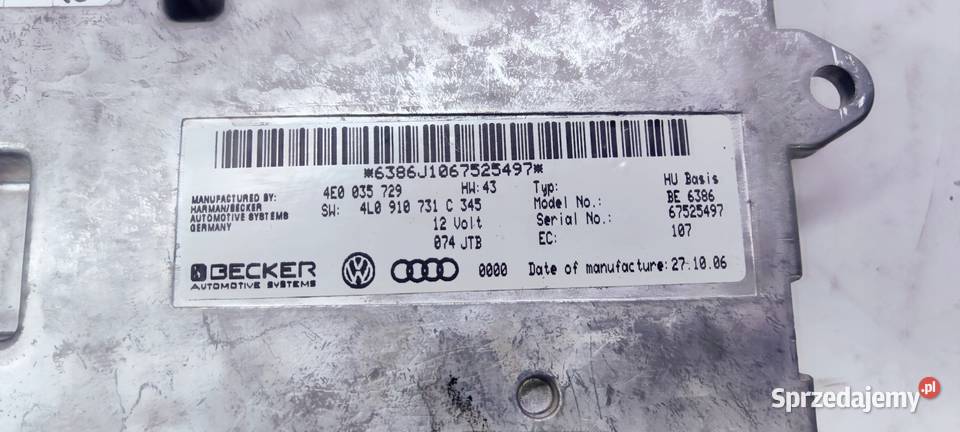 *6386J1067525497*
MANUFACTURED BY:
HARMAN/BECKER
AUTOMOTIVE SYSTEMS
GERMANY
4E0 035 729 HW:43
SW: 4L0 910 731 C 345
12 Volt
074 JTB
Typ: HU Basis
Model No.: BE 6386
Serial No.: 67525497
EC: 107
BECKER
AUTOMOTIVE SYSTEMS
0000 Date of manufacture:27.10.06
Sprzedajemy.pl